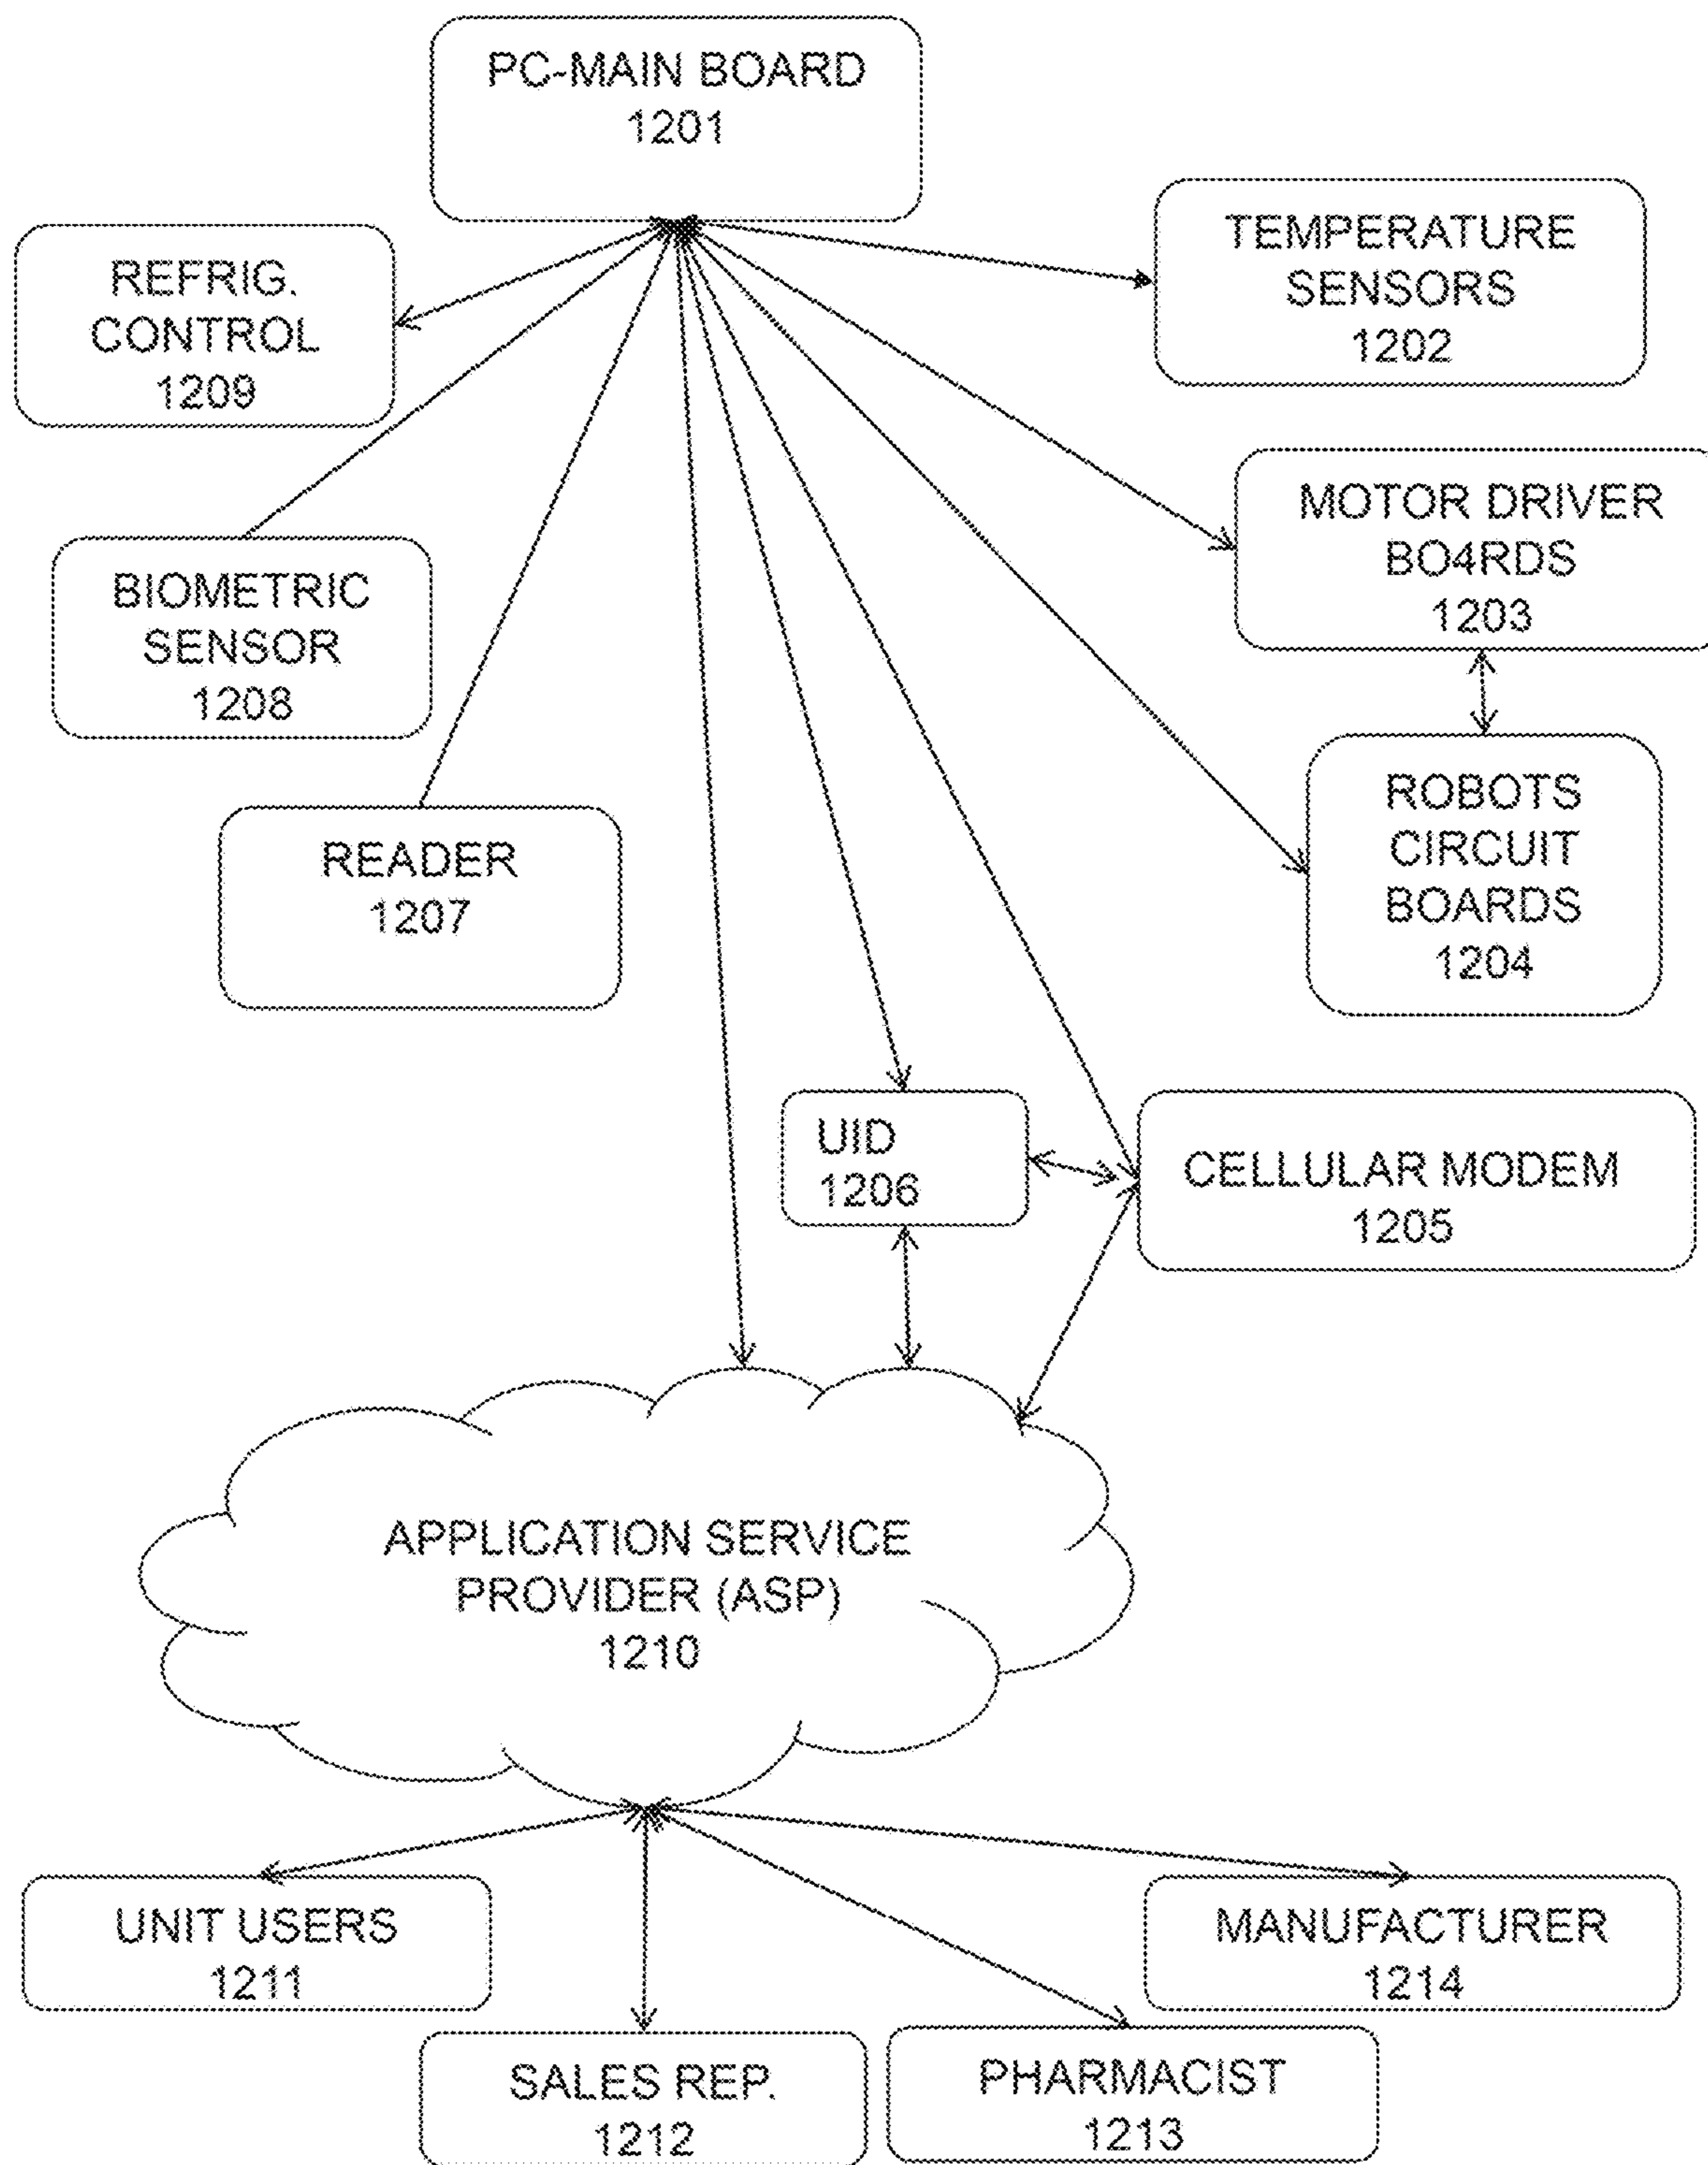 PC-MAIN BOARD
1201
TEMPERATURE
SENSORS
1202
REFRIG.
CONTROL
1209
MOTOR DRIVER
BO4RDS
1203
BIOMETRIC
SENSOR
1208
ROBOTS
CIRCUIT
BOARDS
1204
READER
1207
UID
1206
CELLULAR MODEM
1205
APPLICATION SERVICE
PROVIDER (ASP)
1210
UNIT USERS
1211
MANUFACTURER
1214
SALES REP.
1212
PHARMACIST
1213